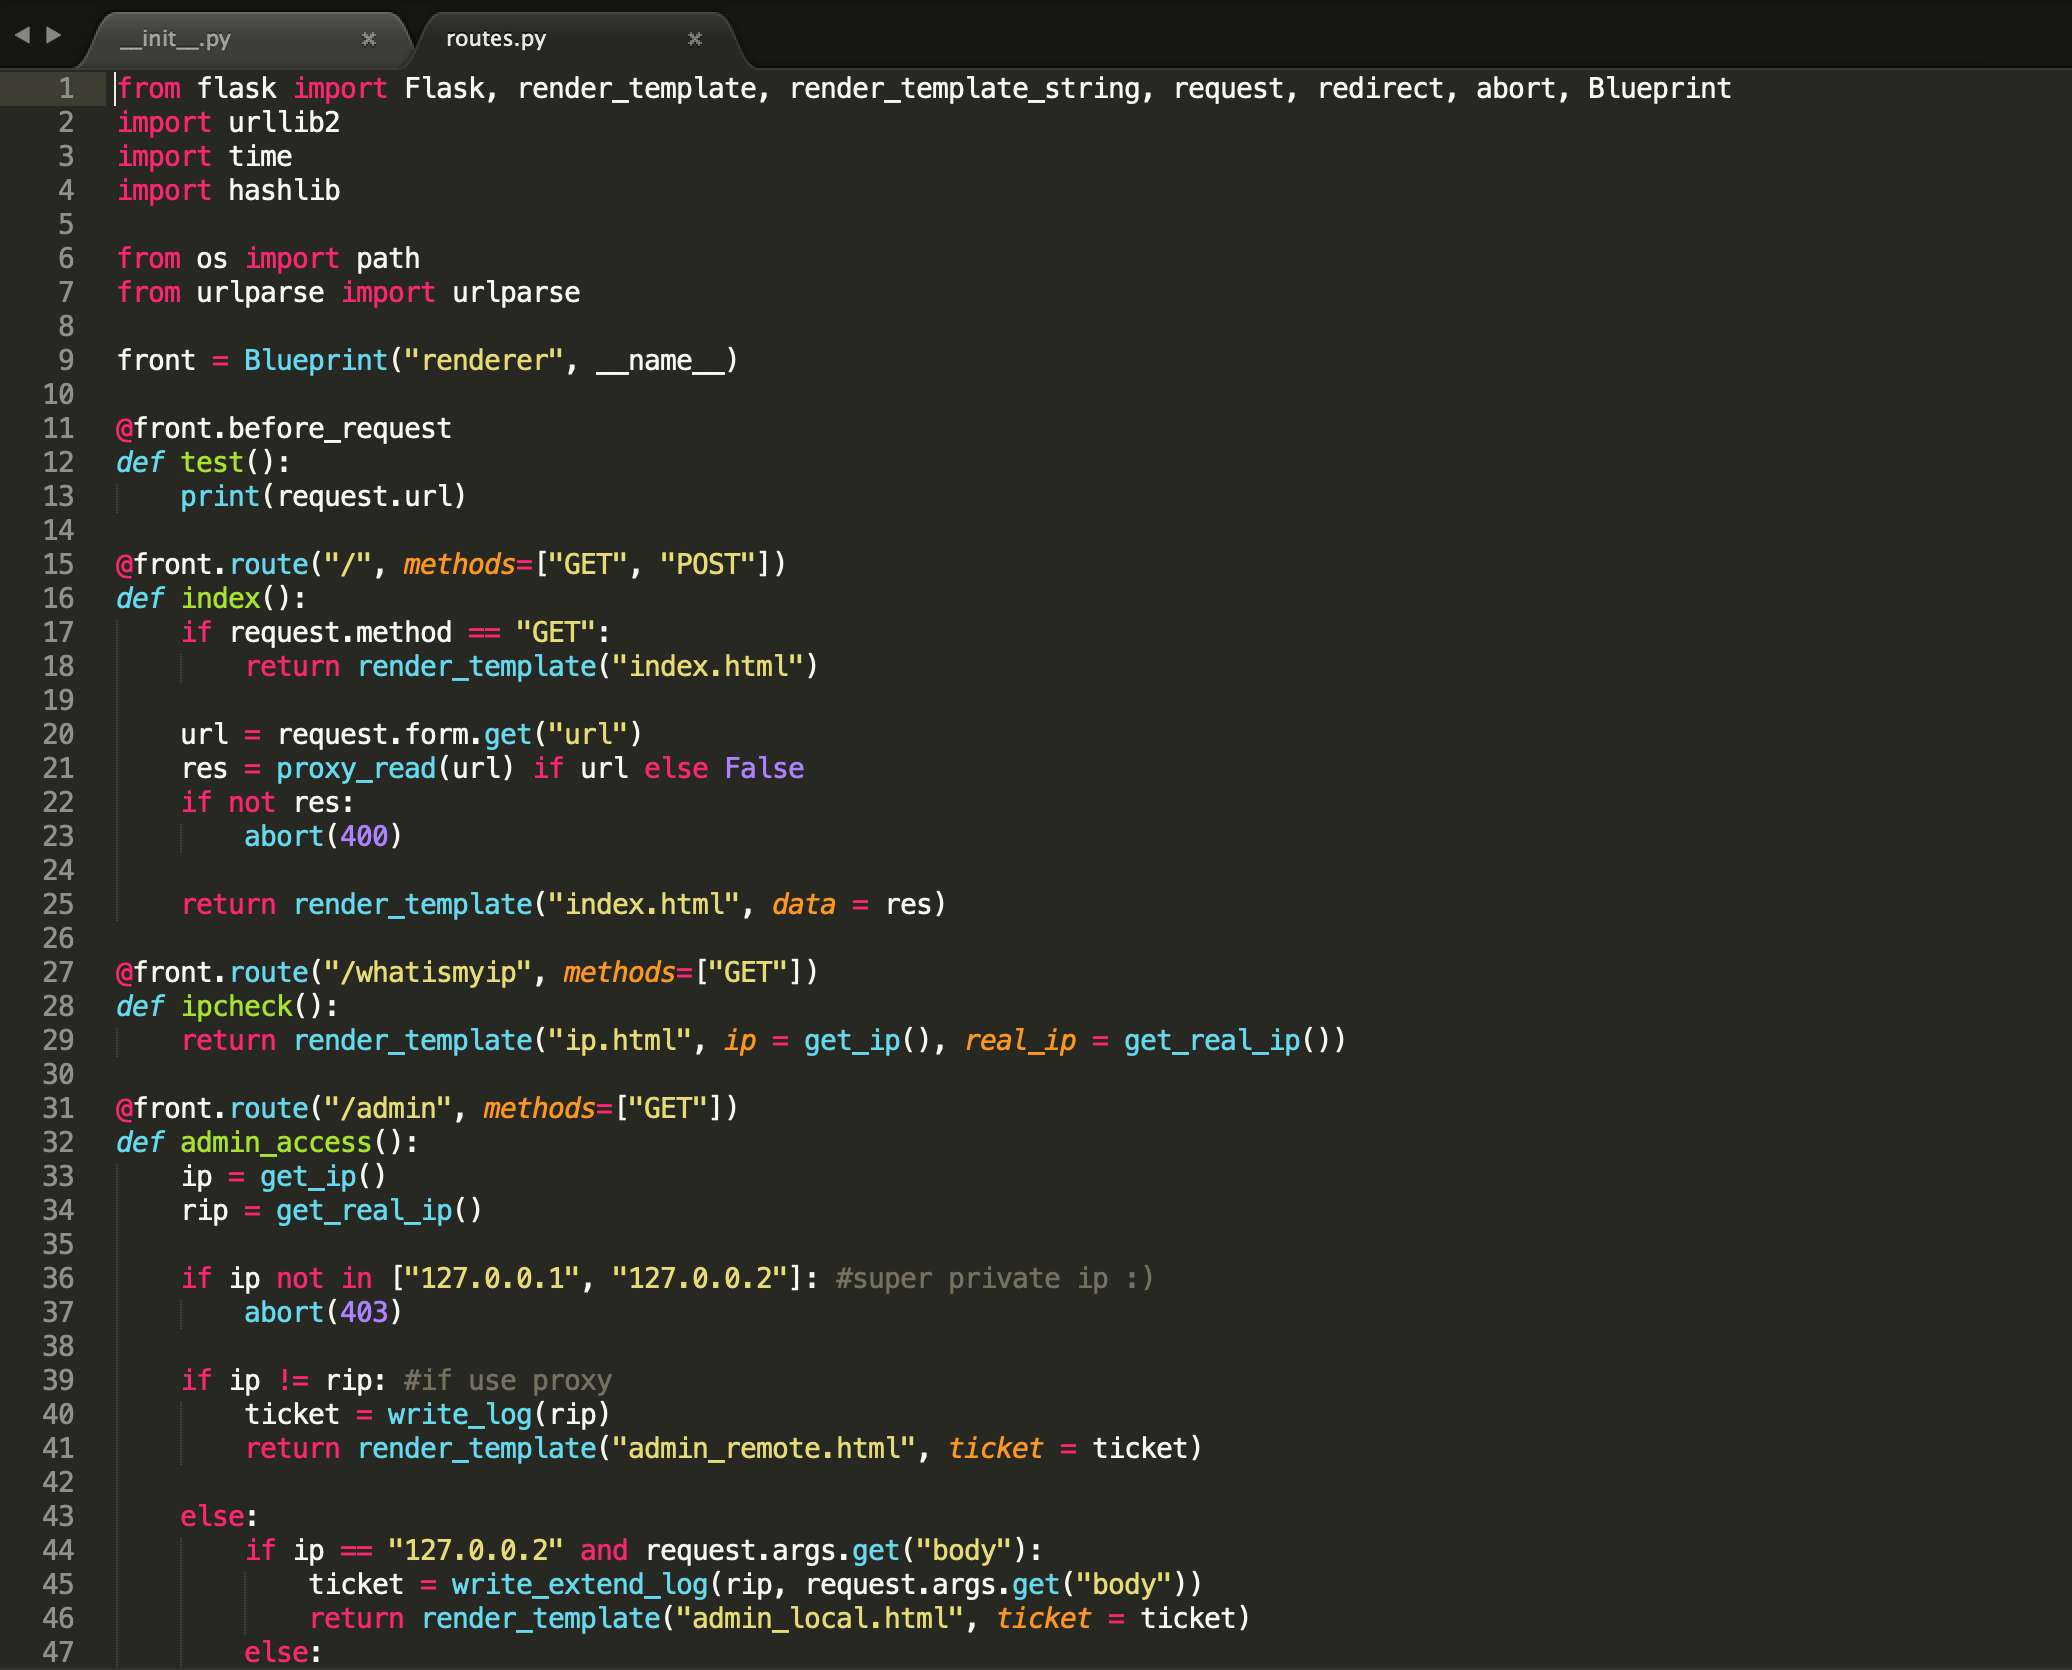 __init__.py × routes.py ×
1 from flask import Flask, render_template, render_template_string, request, redirect, abort, Blueprint
2 import urllib2
3 import time
4 import hashlib
5
6 from os import path
7 from urlparse import urlparse
8
9 front = Blueprint("renderer", __name__)
10
11 @front.before_request
12 def test():
13     print(request.url)
14
15 @front.route("/", methods=["GET", "POST"])
16 def index():
17     if request.method == "GET":
18         return render_template("index.html")
19
20     url = request.form.get("url")
21     res = proxy_read(url) if url else False
22     if not res:
23         abort(400)
24
25     return render_template("index.html", data = res)
26
27 @front.route("/whatismyip", methods=["GET"])
28 def ipcheck():
29     return render_template("ip.html", ip = get_ip(), real_ip = get_real_ip())
30
31 @front.route("/admin", methods=["GET"])
32 def admin_access():
33     ip = get_ip()
34     rip = get_real_ip()
35
36     if ip not in ["127.0.0.1", "127.0.0.2"]: #super private ip :)
37         abort(403)
38
39     if ip != rip: #if use proxy
40         ticket = write_log(rip)
41         return render_template("admin_remote.html", ticket = ticket)
42
43     else:
44         if ip == "127.0.0.2" and request.args.get("body"):
45             ticket = write_extend_log(rip, request.args.get("body"))
46             return render_template("admin_local.html", ticket = ticket)
47         else: